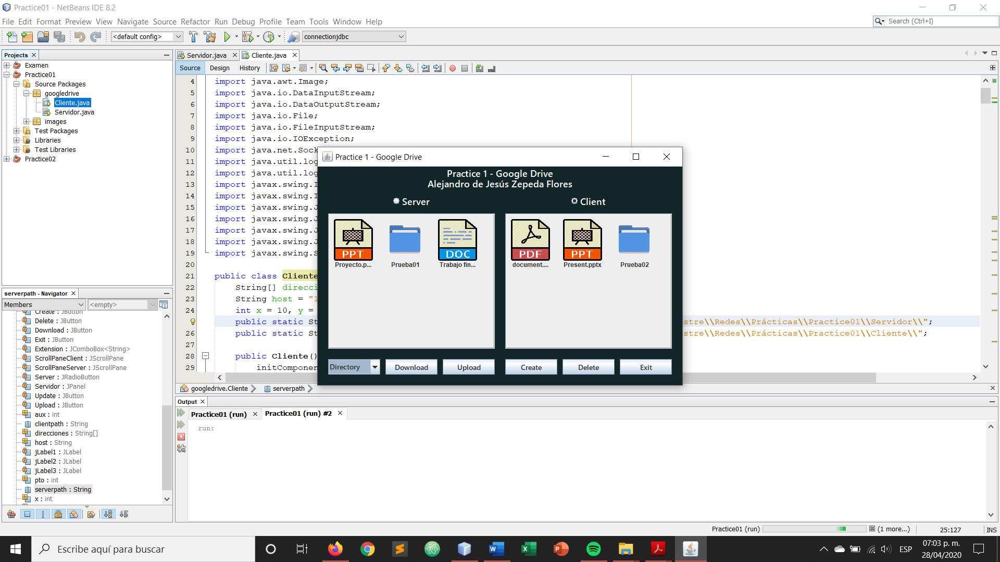 Practice01 - NetBeans IDE 8.2
File Edit Format Preview View Navigate Source Refactor Run Debug Profile Team Tools Window Help
Search (Ctrl+I)
<default config>
connectionjdbc
Projects
Examen
Practice01
Source Packages
googledrive
Cliente.java
Servidor.java
images
Test Packages
Libraries
Test Libraries
Practice02
serverpath - Navigator
Members
<empty>
Create : JButton
Delete : JButton
Download : JButton
Exit : JButton
Extension : JComboBox<String>
ScrollPaneClient : JScrollPane
ScrollPaneServer : JScrollPane
Server : JRadioButton
Servidor : JPanel
Update : JButton
Upload : JButton
aux : int
clientpath : String
direcciones : String[]
host : String
jLabel1 : JLabel
jLabel2 : JLabel
jLabel3 : JLabel
pto : int
serverpath : String
x : int
Servidor.java
Cliente.java
Source Design History
4 import java.awt.Image;
5 import java.io.DataInputStream;
6 import java.io.DataOutputStream;
7 import java.io.File;
8 import java.io.FileInputStream;
9 import java.io.IOException;
10 import java.net.Sock
11 import java.util.log
12 import java.util.log
13 import javax.swing.I
14 import javax.swing.I
15 import javax.swing.J
16 import javax.swing.J
17 import javax.swing.J
18 import javax.swing.J
19 import javax.swing.S
20
21 public class Cliente
22 String[] direcci
23 String host = "1
24 int x = 10, y =
public static St stre\\Redes\\Prácticas\\Practice01\\Servidor\\";
26 public static St stre\\Redes\\Prácticas\\Practice01\\Cliente\\";
27
28 public Cliente()
29 initComponen
googledrive.Cliente
serverpath
Practice 1 - Google Drive
Practice 1 - Google Drive
Alejandro de Jesús Zepeda Flores
Server
Client
PPT
DOC
Proyecto.p...
Prueba01
Trabajo fin...
PDF
PPT
document....
Present.pptx
Prueba02
Directory
Download
Upload
Create
Delete
Exit
Output
Practice01 (run)
Practice01 (run) #2
run:
Practice01 (run)
(1 more...)
25:127
INS
Escribe aquí para buscar
ESP
07:03 p. m.
28/04/2020